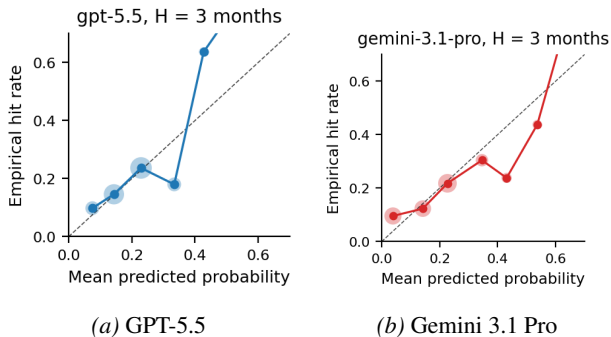 gpt-5.5, H = 3 months
Empirical hit rate
0.6
0.4
0.2
0.0
0.0 0.2 0.4 0.6
Mean predicted probability
(a) GPT-5.5
gemini-3.1-pro, H = 3 months
Empirical hit rate
0.6
0.4
0.2
0.0
0.0 0.2 0.4 0.6
Mean predicted probability
(b) Gemini 3.1 Pro